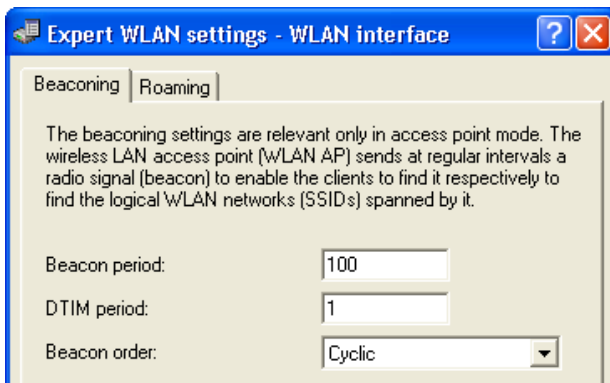 Expert WLAN settings - WLAN interface
Beaconing
Roaming
The beaconing settings are relevant only in access point mode. The
wireless LAN access point (WLAN AP) sends at regular intervals a
radio signal (beacon) to enable the clients to find it respectively to
find the logical WLAN networks (SSIDs) spanned by it.
Beacon period: 100
DTIM period: 1
Beacon order: Cyclic